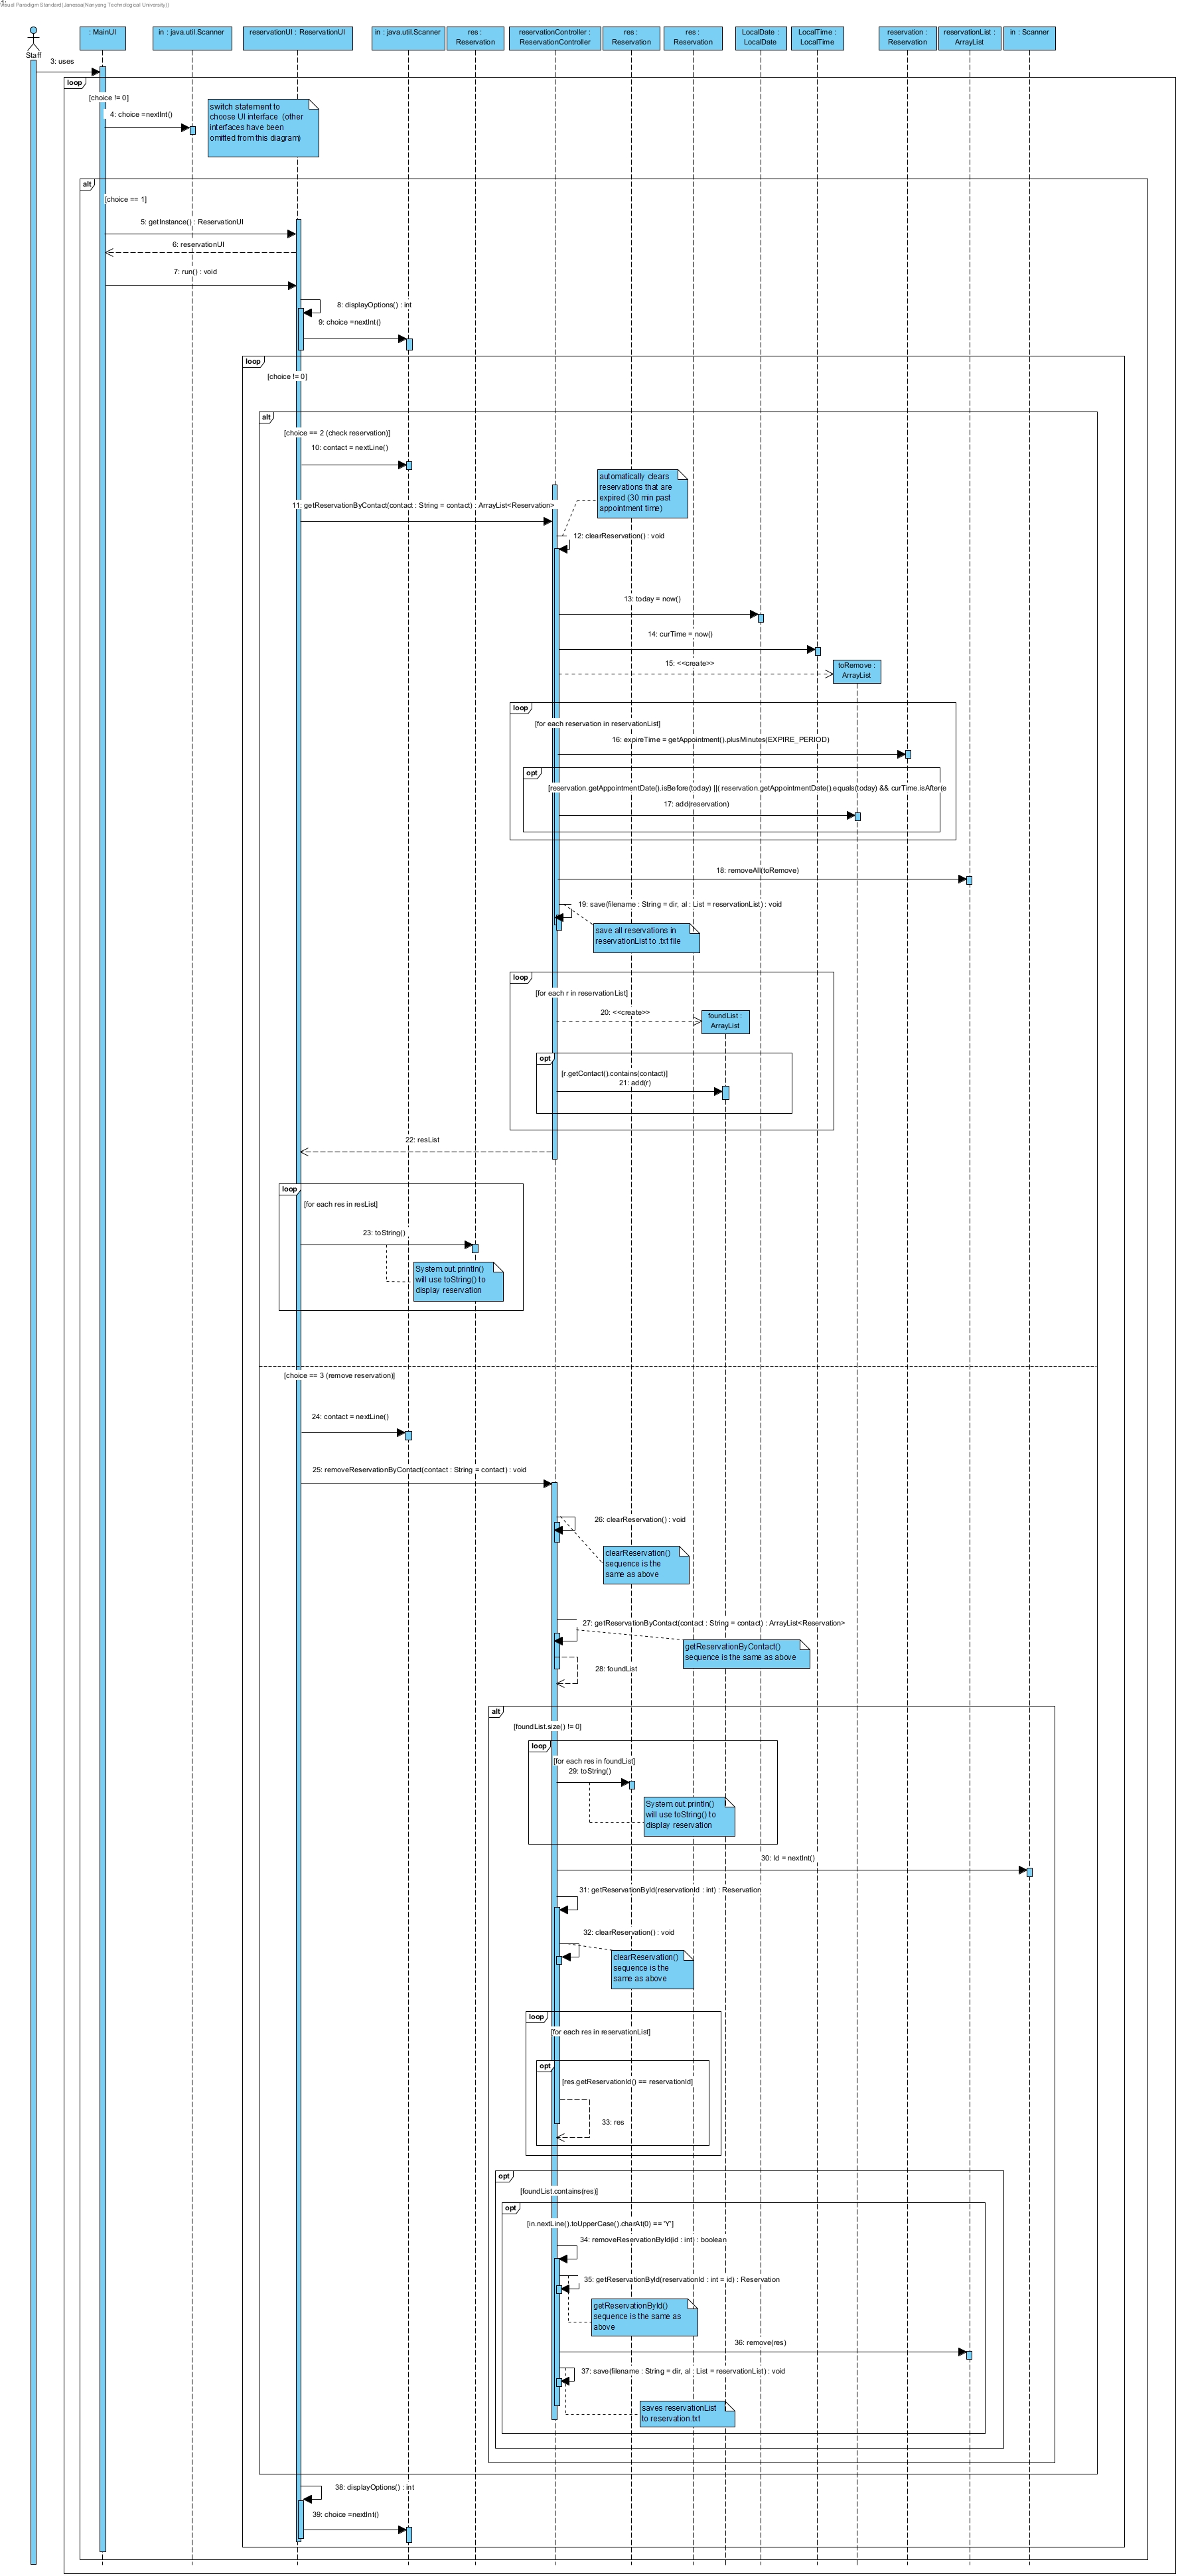 Visual Paradigm Standard(Janessa(Nanyang Technological University))
Staff
: MainUI
in : java.util.Scanner
reservationUI : ReservationUI
in : java.util.Scanner
res :
Reservation
reservationController :
ReservationController
res :
Reservation
res :
Reservation
LocalDate :
LocalDate
LocalTime :
LocalTime
reservation :
Reservation
reservationList :
ArrayList
in : Scanner
3: uses
loop
[choice != 0]
4: choice =nextInt()
switch statement to
choose UI interface (other
interfaces have been
omitted from this diagram)
alt
[choice == 1]
5: getInstance() : ReservationUI
6: reservationUI
7: run() : void
8: displayOptions() : int
9: choice =nextInt()
loop
[choice != 0]
alt
[choice == 2 (check reservation)]
10: contact = nextLine()
automatically clears
reservations that are
expired (30 min past
appointment time)
11: getReservationByContact(contact : String = contact) : ArrayList<Reservation>
12: clearReservation() : void
13: today = now()
14: curTime = now()
15: <<create>>
toRemove :
ArrayList
loop
[for each reservation in reservationList]
16: expireTime = getAppointment().plusMinutes(EXPIRE_PERIOD)
opt
[reservation.getAppointmentDate().isBefore(today) ||( reservation.getAppointmentDate().equals(today) && curTime.isAfter(e
17: add(reservation)
18: removeAll(toRemove)
19: save(filename : String = dir, al : List = reservationList) : void
save all reservations in
reservationList to .txt file
loop
[for each r in reservationList]
20: <<create>>
foundList :
ArrayList
opt
[r.getContact().contains(contact)]
21: add(r)
22: resList
loop
[for each res in resList]
23: toString()
System.out.println()
will use toString() to
display reservation
[choice == 3 (remove reservation)]
24: contact = nextLine()
25: removeReservationByContact(contact : String = contact) : void
26: clearReservation() : void
clearReservation()
sequence is the
same as above
27: getReservationByContact(contact : String = contact) : ArrayList<Reservation>
getReservationByContact()
sequence is the same as above
28: foundList
alt
[foundList.size() != 0]
loop
[for each res in foundList]
29: toString()
System.out.println()
will use toString() to
display reservation
30: Id = nextInt()
31: getReservationById(reservationId : int) : Reservation
32: clearReservation() : void
clearReservation()
sequence is the
same as above
loop
[for each res in reservationList]
opt
[res.getReservationId() == reservationId]
33: res
opt
[foundList.contains(res)]
opt
[in.nextLine().toUpperCase().charAt(0) == 'Y']
34: removeReservationById(id : int) : boolean
35: getReservationById(reservationId : int = id) : Reservation
getReservationById()
sequence is the same as
above
36: remove(res)
37: save(filename : String = dir, al : List = reservationList) : void
saves reservationList
to reservation.txt
38: displayOptions() : int
39: choice =nextInt()